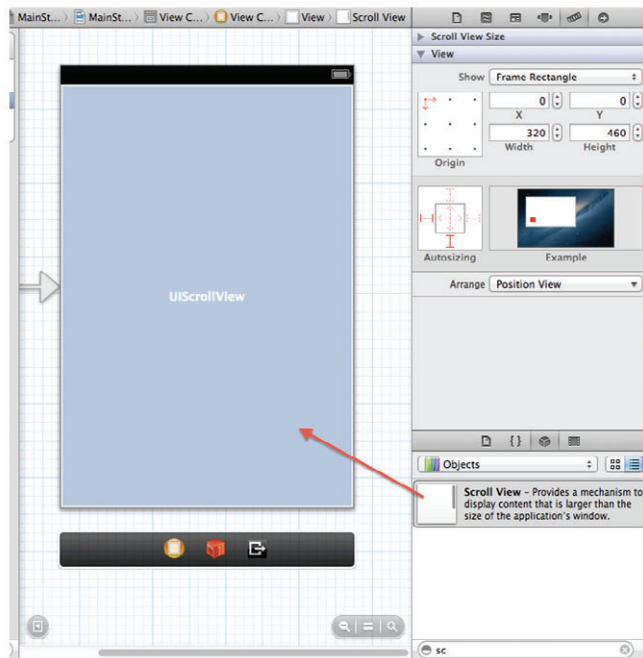 MainSt... MainSt... View C... View C... View Scroll View
Scroll View Size
View
Show Frame Rectangle
0 0
X Y
320 460
Width Height
Origin
Autosizing Example
Arrange Position View
UIScrollView
{}
Objects
Scroll View - Provides a mechanism to
display content that is larger than the
size of the application's window.
sc